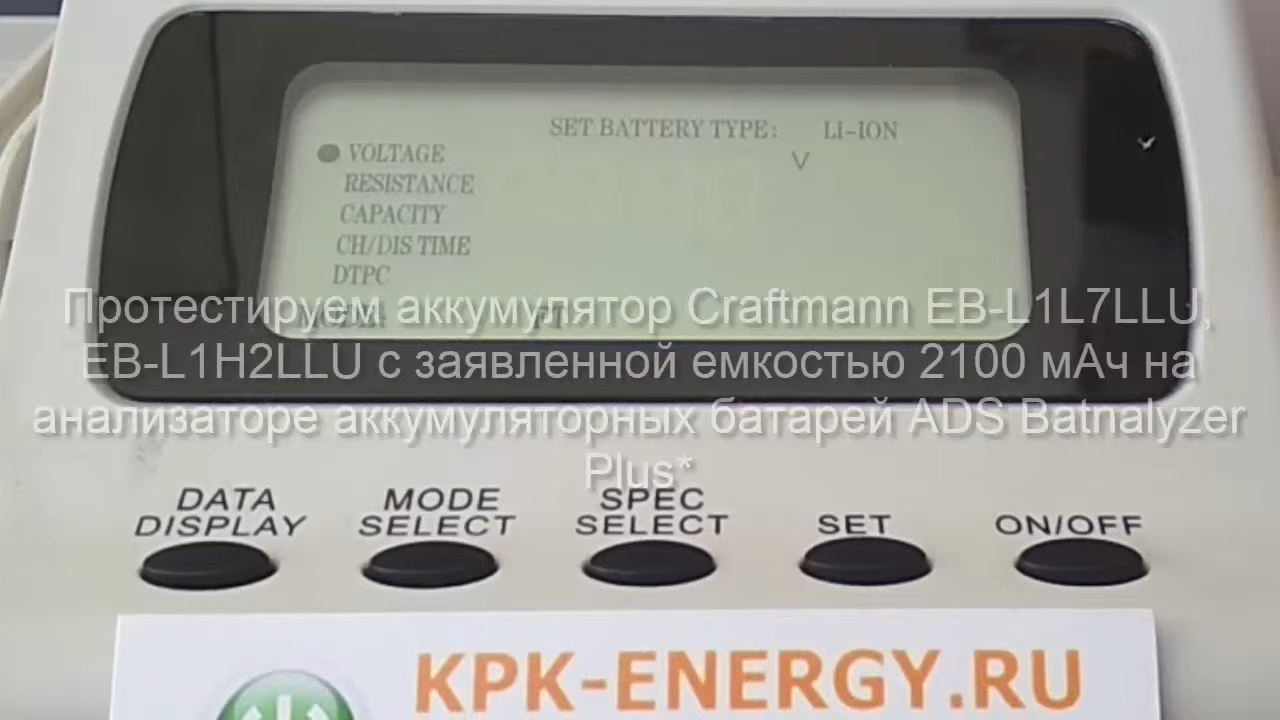 SET BATTERY TYPE: LI-ION
VOLTAGE
V
RESISTANCE
CAPACITY
CH/DIS TIME
DTPC
Протестируем аккумулятор Craftmann EB-L1L7LLU,
EB-L1H2LLU с заявленной емкостью 2100 мАч на
анализаторе аккумуляторных батарей ADS Batnalyzer
Plus*
DATA DISPLAY
MODE SELECT
SPEC SELECT
SET
ON/OFF
KPK-ENERGY.RU